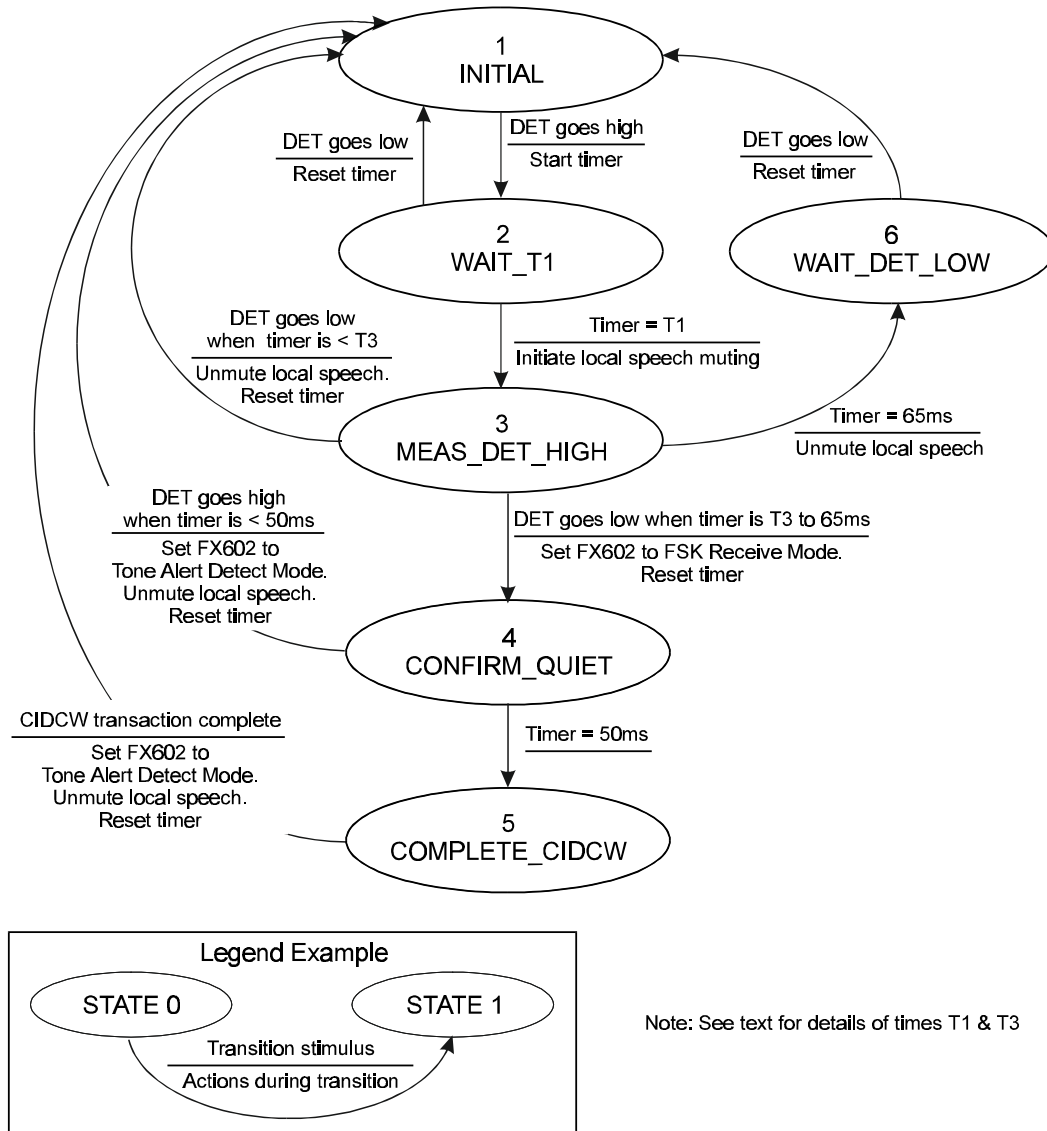 1
INITIAL
DET goes low
Reset timer
DET goes high
Start timer
DET goes low
Reset timer
2
WAIT_T1
6
WAIT_DET_LOW
DET goes low
when timer is < T3
Unmute local speech.
Reset timer
Timer = T1
Initiate local speech muting
3
MEAS_DET_HIGH
Timer = 65ms
Unmute local speech
DET goes high
when timer is < 50ms
Set FX602 to
Tone Alert Detect Mode.
Unmute local speech.
Reset timer
DET goes low when timer is T3 to 65ms
Set FX602 to FSK Receive Mode.
Reset timer
4
CONFIRM_QUIET
CIDCW transaction complete
Set FX602 to
Tone Alert Detect Mode.
Unmute local speech.
Reset timer
Timer = 50ms
5
COMPLETE_CIDCW
Legend Example
STATE 0
STATE 1
Transition stimulus
Actions during transition
Note: See text for details of times T1 & T3